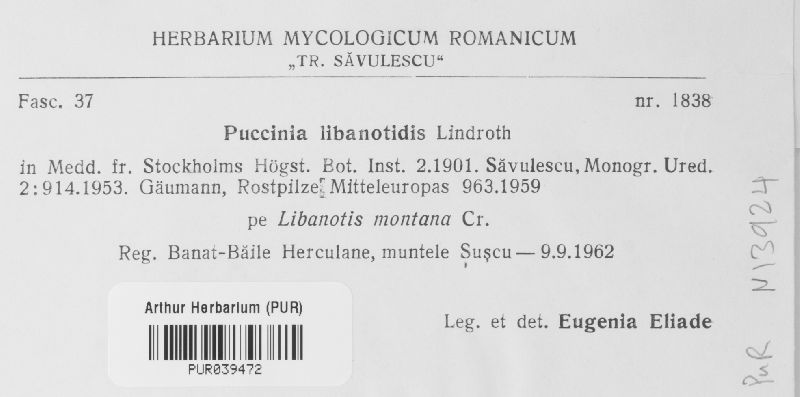 HERBARIUM MYCOLOGICUM ROMANICUM
„TR. SĂVULESCU“
Fasc. 37 nr. 1838
Puccinia libanotidis Lindroth
in Medd. fr. Stockholms Högst. Bot. Inst. 2.1901. Săvulescu, Monogr. Ured.
2:914.1953. Gäumann, Rostpilze Mitteleuropas 963.1959
pe Libanotis montana Cr.
Reg. Banat-Băile Herculane, muntele Șușcu — 9.9.1962
Leg. et det. Eugenia Eliade
Arthur Herbarium (PUR)
PUR039472
PUR N13924